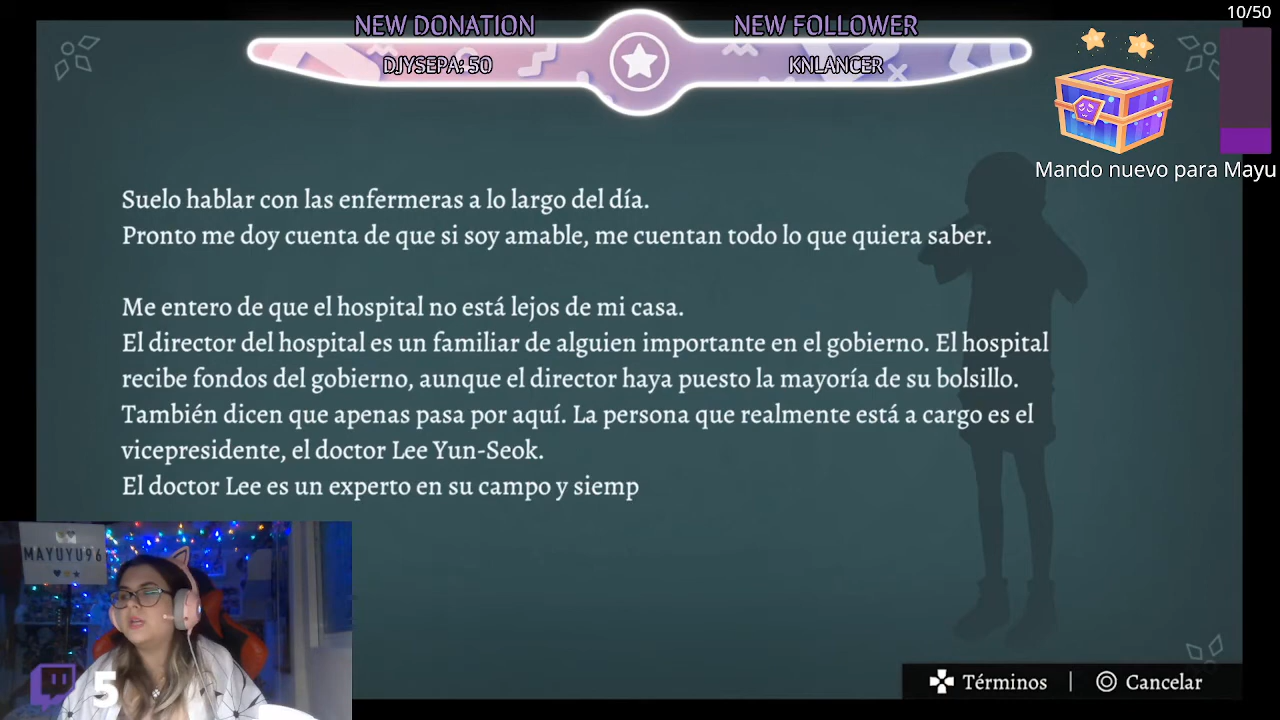 10/50
NEW DONATION
NEW FOLLOWER
DJYSEPA: 50
KNLANCER
Mando nuevo para Mayu
Suelo hablar con las enfermeras a lo largo del día.
Pronto me doy cuenta de que si soy amable, me cuentan todo lo que quiera saber.
Me entero de que el hospital no está lejos de mi casa.
El director del hospital es un familiar de alguien importante en el gobierno. El hospital
recibe fondos del gobierno, aunque el director haya puesto la mayoría de su bolsillo.
También dicen que apenas pasa por aquí. La persona que realmente está a cargo es el
vicepresidente, el doctor Lee Yun-Seok.
El doctor Lee es un experto en su campo y siemp
MAYUYU96
5
Términos | Cancelar